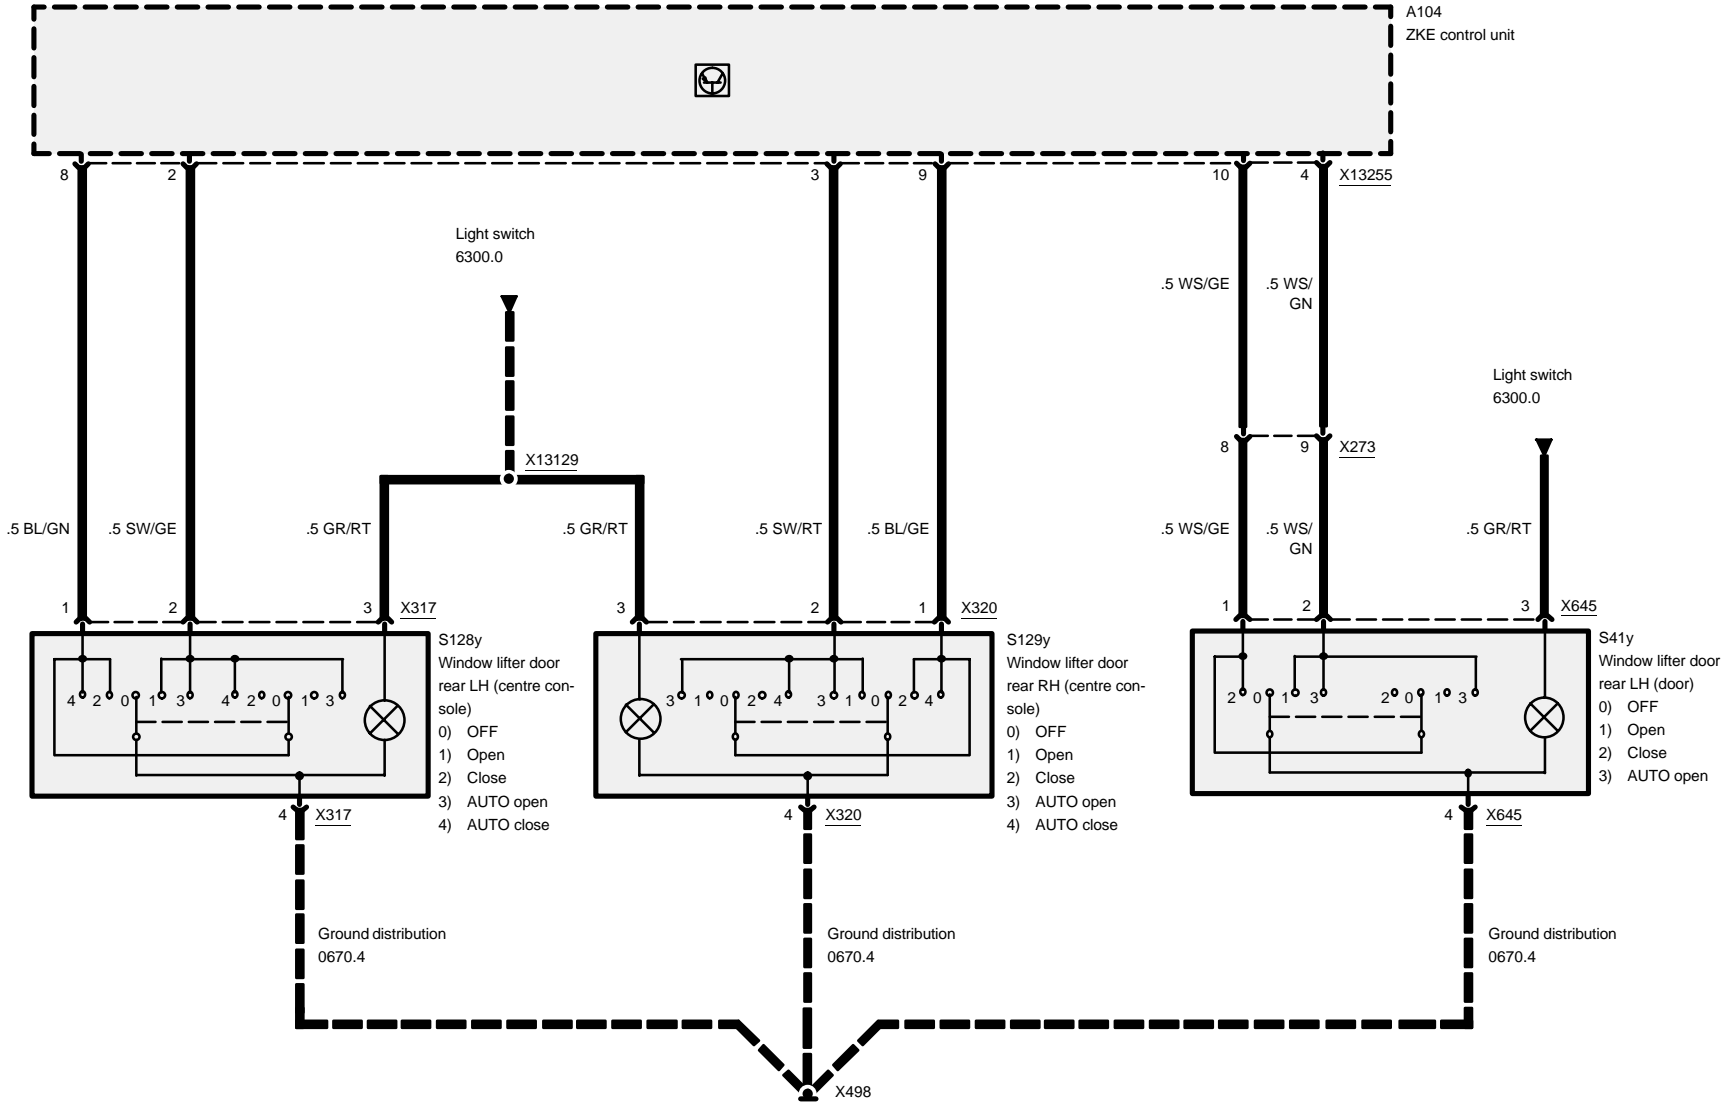 A104
ZKE control unit
8 2 3 9 10 4 X13255
Light switch
6300.0
.5 WS/GE .5 WS/
GN
Light switch
6300.0
8 9 X273
X13129
.5 BL/GN .5 SW/GE .5 GR/RT .5 GR/RT .5 SW/RT .5 BL/GE .5 WS/GE .5 WS/
GN
.5 GR/RT
1 2 3 X317 3 2 1 X320 1 2 3 X645
4 2 0 1 3 4 2 0 1 3
S128y
Window lifter door
rear LH (centre con-
sole)
0) OFF
1) Open
2) Close
3) AUTO open
4) AUTO close
3 1 0 2 4 3 1 0 2 4
S129y
Window lifter door
rear RH (centre con-
sole)
0) OFF
1) Open
2) Close
3) AUTO open
4) AUTO close
2 0 1 3 2 0 1 3
S41y
Window lifter door
rear LH (door)
0) OFF
1) Open
2) Close
3) AUTO open
4 X317 4 X320 4 X645
Ground distribution
0670.4
Ground distribution
0670.4
Ground distribution
0670.4
X498